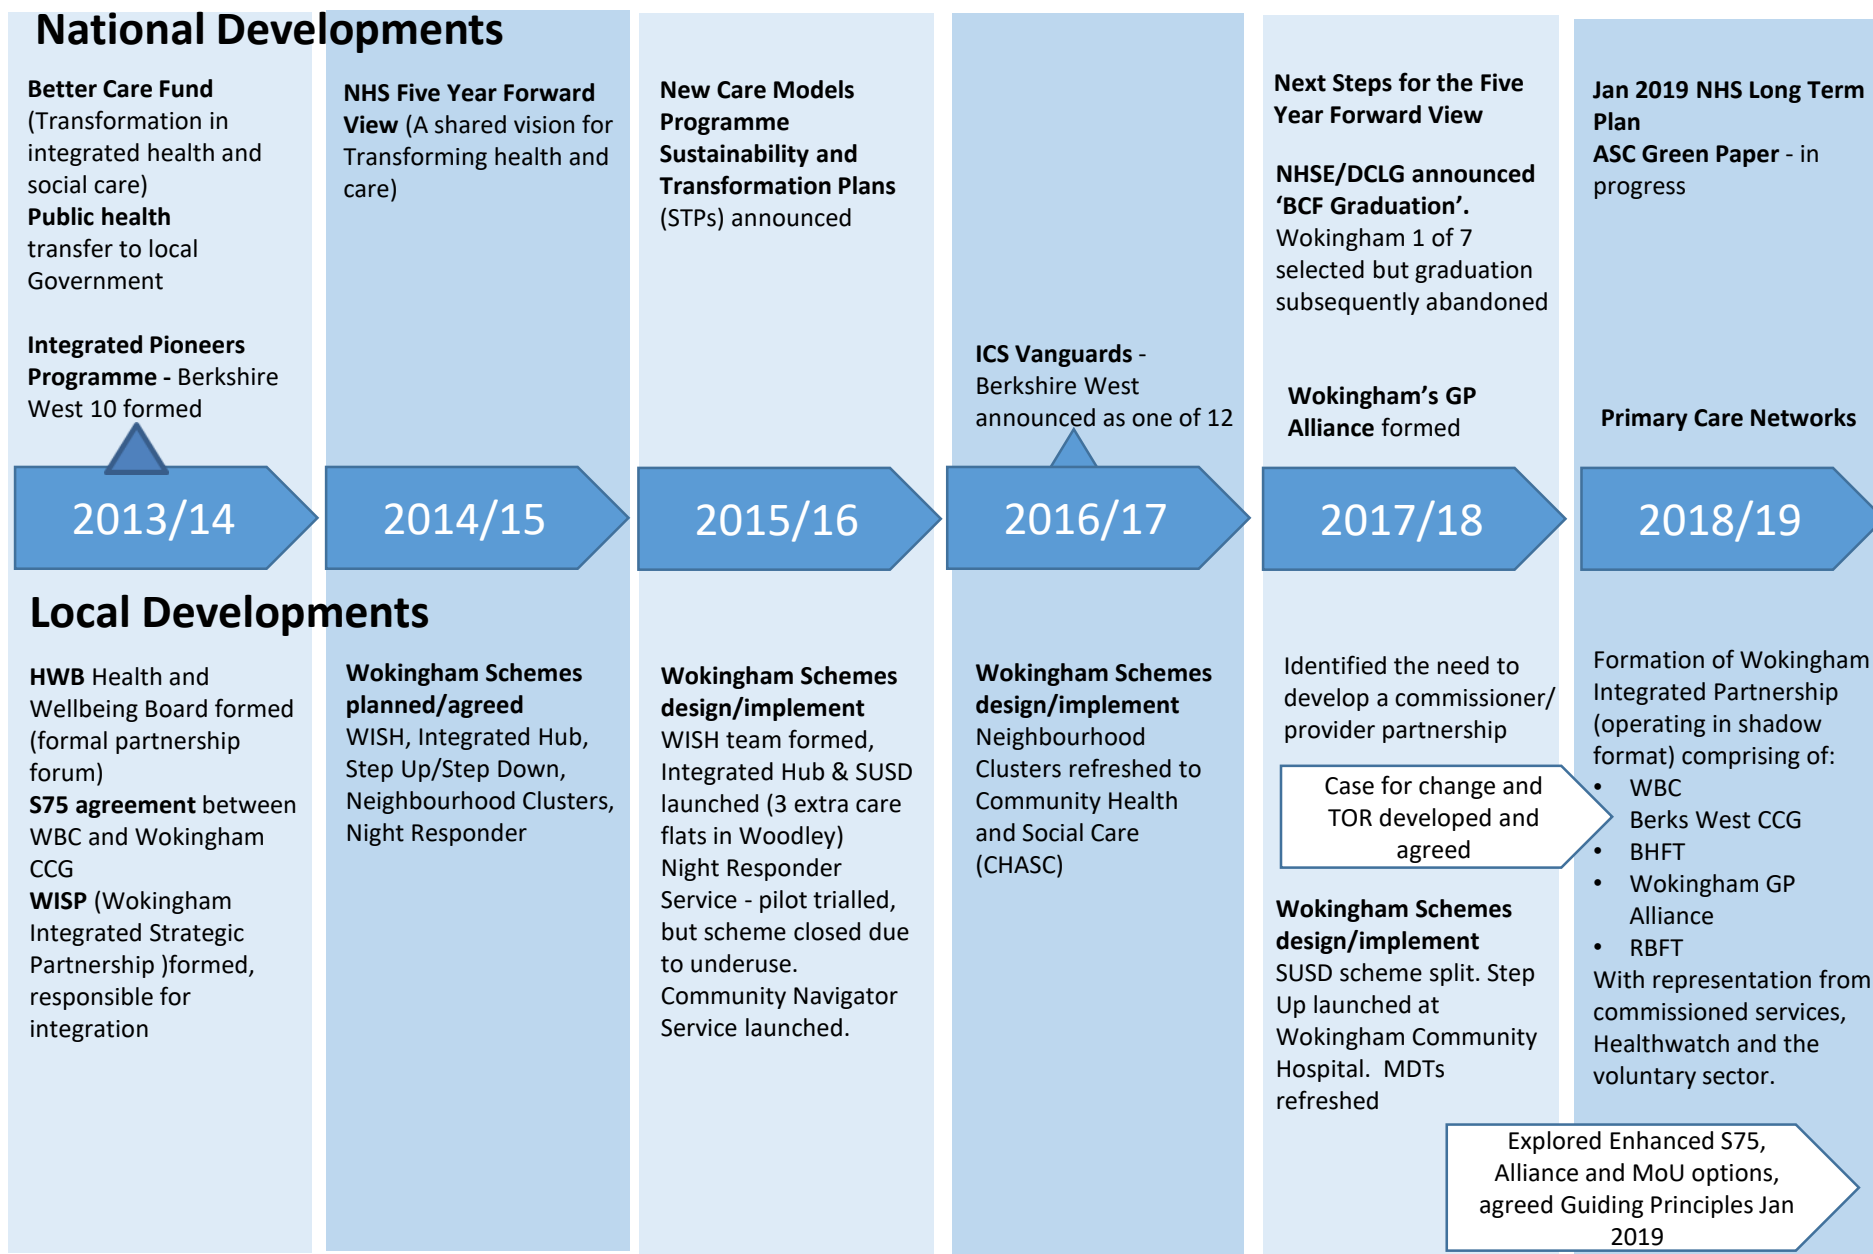 National Developments
Better Care Fund
(Transformation in
integrated health and
social care)
Public health
transfer to local
Government
Integrated Pioneers
Programme - Berkshire
West 10 formed
NHS Five Year Forward
View (A shared vision for
Transforming health and
care)
New Care Models
Programme
Sustainability and
Transformation Plans
(STPs) announced
ICS Vanguards -
Berkshire West
announced as one of 12
Next Steps for the Five
Year Forward View
NHSE/DCLG announced
‘BCF Graduation’.
Wokingham 1 of 7
selected but graduation
subsequently abandoned
Wokingham’s GP
Alliance formed
Jan 2019 NHS Long Term
Plan
ASC Green Paper - in
progress
Primary Care Networks
2013/14
2014/15
2015/16
2016/17
2017/18
2018/19
Local Developments
HWB Health and
Wellbeing Board formed
(formal partnership
forum)
S75 agreement between
WBC and Wokingham
CCG
WISP (Wokingham
Integrated Strategic
Partnership )formed,
responsible for
integration
Wokingham Schemes
planned/agreed
WISH, Integrated Hub,
Step Up/Step Down,
Neighbourhood Clusters,
Night Responder
Wokingham Schemes
design/implement
WISH team formed,
Integrated Hub & SUSD
launched (3 extra care
flats in Woodley)
Night Responder
Service - pilot trialled,
but scheme closed due
to underuse.
Community Navigator
Service launched.
Wokingham Schemes
design/implement
Neighbourhood
Clusters refreshed to
Community Health
and Social Care
(CHASC)
Identified the need to
develop a commissioner/
provider partnership
Case for change and
TOR developed and
agreed
Wokingham Schemes
design/implement
SUSD scheme split. Step
Up launched at
Wokingham Community
Hospital. MDTs
refreshed
Formation of Wokingham
Integrated Partnership
(operating in shadow
format) comprising of:
• WBC
• Berks West CCG
• BHFT
• Wokingham GP
Alliance
• RBFT
With representation from
commissioned services,
Healthwatch and the
voluntary sector.
Explored Enhanced S75,
Alliance and MoU options,
agreed Guiding Principles Jan
2019